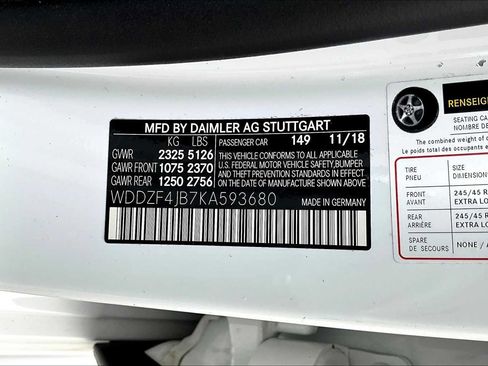 MFD BY DAIMLER AG STUTTGART
KG LBS
PASSENGER CAR 149 11/18
GVWR 2325 5126
GAWR FRONT 1075 2370
GAWR REAR 1250 2756
THIS VEHICLE CONFORMS TO ALL APPLICABLE
U.S. FEDERAL MOTOR VEHICLE SAFETY, BUMPER
AND THEFT PREVENTION STANDARDS IN EFFECT
ON THE DATE OF MANUFACTURE SHOWN ABOVE.
WDDZF4JB7KA593680
MADE IN GERMANY
RENSEIGN
SEATING CA
NOMBRE DE
The combined weight of
Le poids total des occupants e
TIRE SIZE
PNEU DIMENSION
FRONT 245/45 R
AVANT EXTRA LO
REAR 245/45 R
ARRIÈRE EXTRA LO
SPARE
DE SECOURS NONE / A